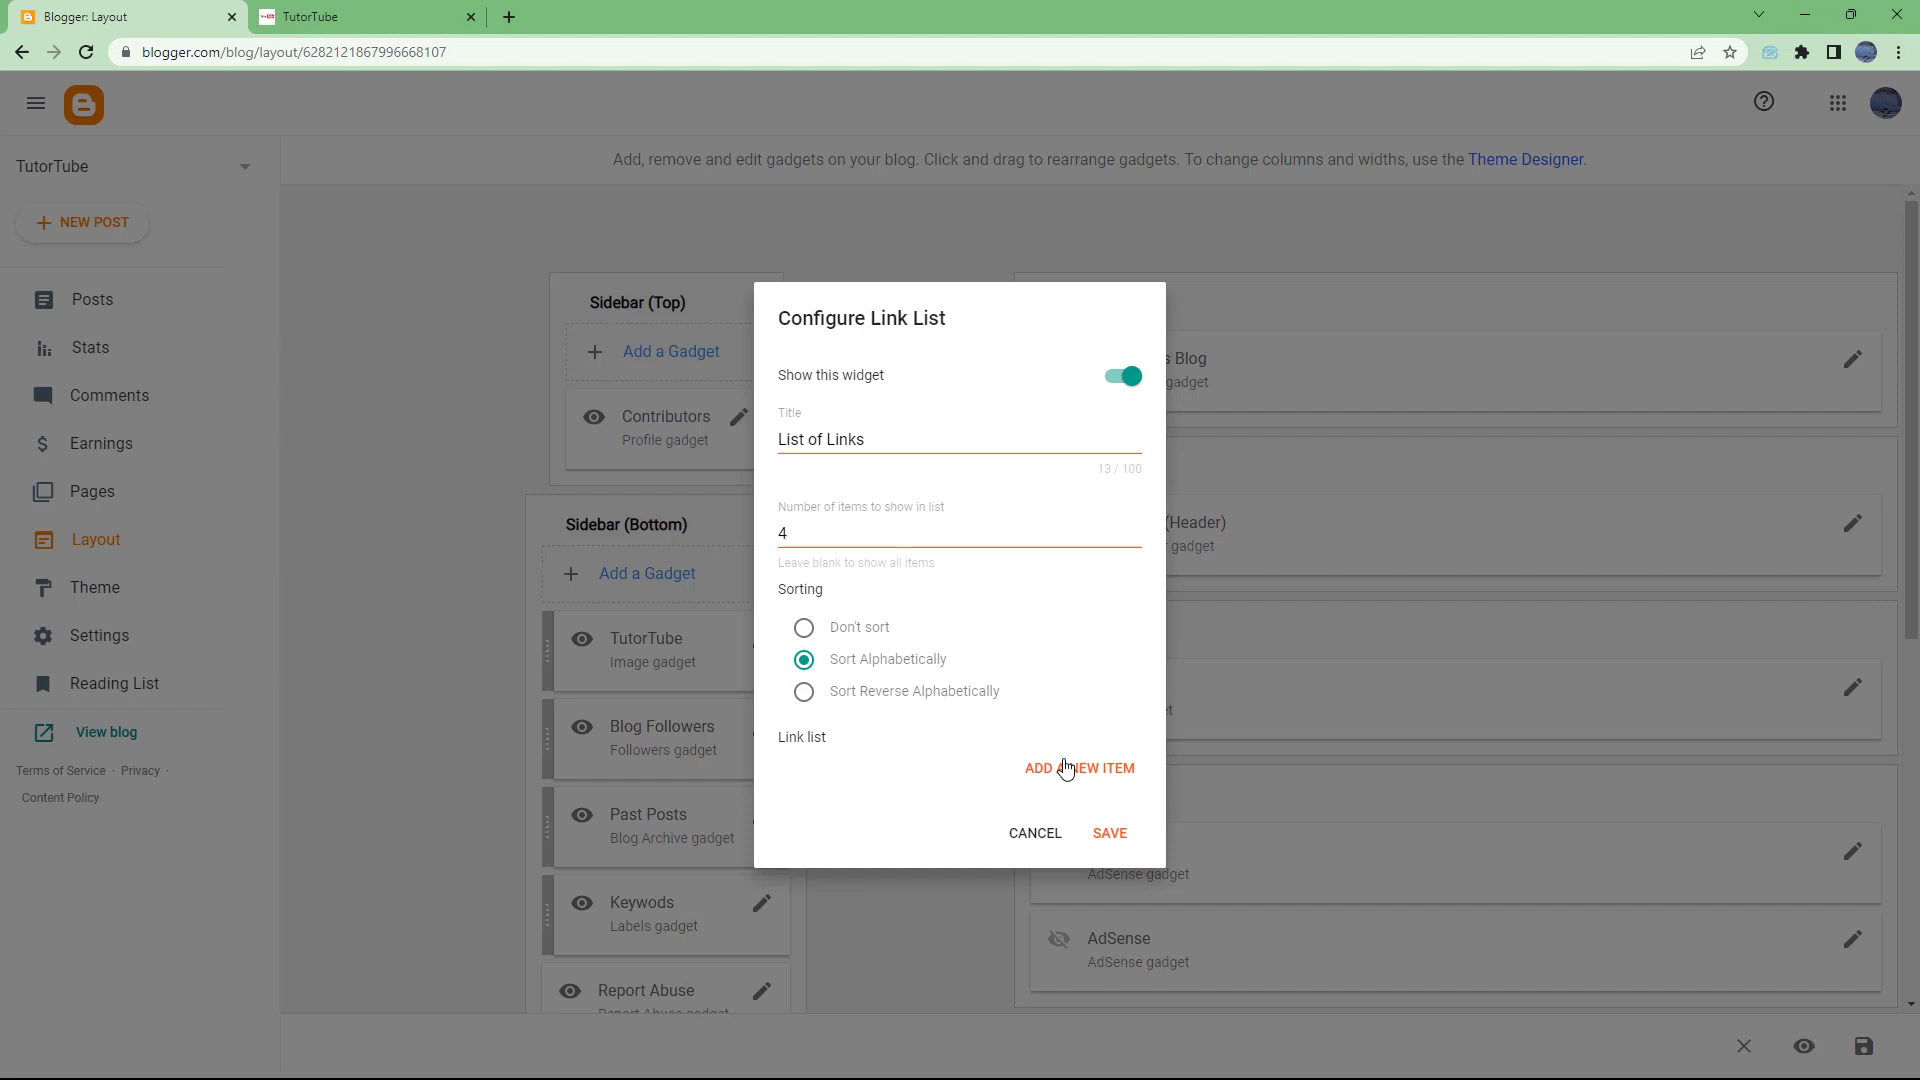 Blogger: Layout
TutorTube
blogger.com/blog/layout/6282121867996668107
TutorTube
Add, remove and edit gadgets on your blog. Click and drag to rearrange gadgets. To change columns and widths, use the Theme Designer.
NEW POST
Posts
Stats
Comments
Earnings
Pages
Layout
Theme
Settings
Reading List
View blog
Terms of Service · Privacy ·
Content Policy
Sidebar (Top)
Add a Gadget
Contributors
Profile gadget
Sidebar (Bottom)
Add a Gadget
TutorTube
Image gadget
Blog Followers
Followers gadget
Past Posts
Blog Archive gadget
Keywods
Labels gadget
Report Abuse
Report Abuse gadget
Configure Link List
Show this widget
Title
List of Links
13 / 100
Number of items to show in list
4
Leave blank to show all items
Sorting
Don't sort
Sort Alphabetically
Sort Reverse Alphabetically
Link list
ADD A NEW ITEM
CANCEL
SAVE
s Blog
gadget
(Header)
gadget
AdSense gadget
AdSense
AdSense gadget